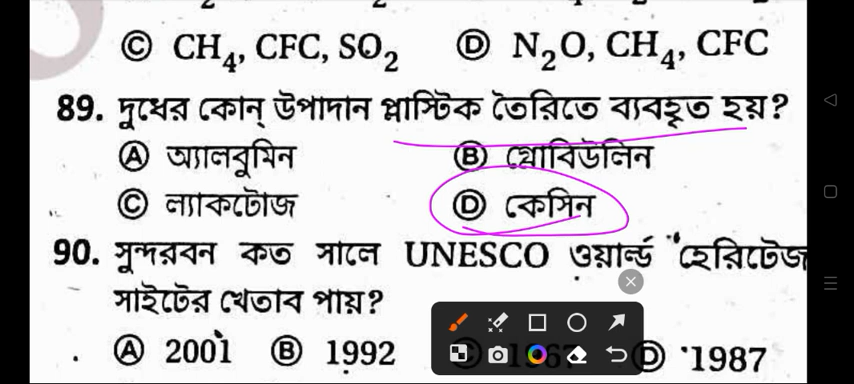 Ⓒ CH₄, CFC, SO₂ Ⓓ N₂O, CH₄, CFC
89. দুধের কোন্ উপাদান প্লাস্টিক তৈরিতে ব্যবহৃত হয়?
Ⓐ অ্যালবুমিন Ⓑ গ্লোবিউলিন
Ⓒ ল্যাকটোজ Ⓓ কেসিন
90. সুন্দরবন কত সালে UNESCO ওয়ার্ল্ড হেরিটেজ
সাইটের খেতাব পায়?
Ⓐ 2001 Ⓑ 1992 Ⓓ 1987